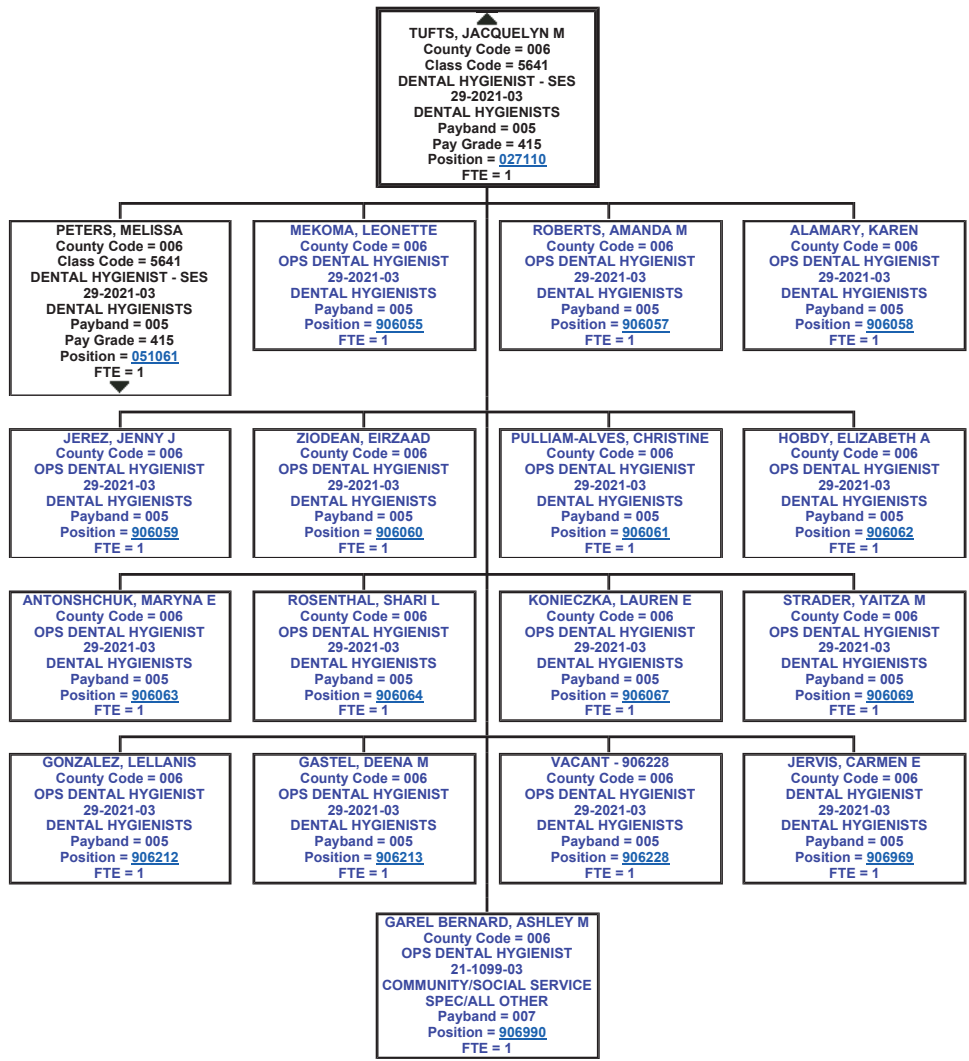 TUFTS, JACQUELYN M
County Code = 006
Class Code = 5641
DENTAL HYGIENIST - SES
29-2021-03
DENTAL HYGIENISTS
Payband = 005
Pay Grade = 415
Position = 027110
FTE = 1
PETERS, MELISSA
County Code = 006
Class Code = 5641
DENTAL HYGIENIST - SES
29-2021-03
DENTAL HYGIENISTS
Payband = 005
Pay Grade = 415
Position = 051061
FTE = 1
MEKOMA, LEONETTE
County Code = 006
OPS DENTAL HYGIENIST
29-2021-03
DENTAL HYGIENISTS
Payband = 005
Position = 906055
FTE = 1
ROBERTS, AMANDA M
County Code = 006
OPS DENTAL HYGIENIST
29-2021-03
DENTAL HYGIENISTS
Payband = 005
Position = 906057
FTE = 1
ALAMARY, KAREN
County Code = 006
OPS DENTAL HYGIENIST
29-2021-03
DENTAL HYGIENISTS
Payband = 005
Position = 906058
FTE = 1
JEREZ, JENNY J
County Code = 006
OPS DENTAL HYGIENIST
29-2021-03
DENTAL HYGIENISTS
Payband = 005
Position = 906059
FTE = 1
ZIODEAN, EIRZAAD
County Code = 006
OPS DENTAL HYGIENIST
29-2021-03
DENTAL HYGIENISTS
Payband = 005
Position = 906060
FTE = 1
PULLIAM-ALVES, CHRISTINE
County Code = 006
OPS DENTAL HYGIENIST
29-2021-03
DENTAL HYGIENISTS
Payband = 005
Position = 906061
FTE = 1
HOBDY, ELIZABETH A
County Code = 006
OPS DENTAL HYGIENIST
29-2021-03
DENTAL HYGIENISTS
Payband = 005
Position = 906062
FTE = 1
ANTONSHCHUK, MARYNA E
County Code = 006
OPS DENTAL HYGIENIST
29-2021-03
DENTAL HYGIENISTS
Payband = 005
Position = 906063
FTE = 1
ROSENTHAL, SHARI L
County Code = 006
OPS DENTAL HYGIENIST
29-2021-03
DENTAL HYGIENISTS
Payband = 005
Position = 906064
FTE = 1
KONIECZKA, LAUREN E
County Code = 006
OPS DENTAL HYGIENIST
29-2021-03
DENTAL HYGIENISTS
Payband = 005
Position = 906067
FTE = 1
STRADER, YAITZA M
County Code = 006
OPS DENTAL HYGIENIST
29-2021-03
DENTAL HYGIENISTS
Payband = 005
Position = 906069
FTE = 1
GONZALEZ, LELLANIS
County Code = 006
OPS DENTAL HYGIENIST
29-2021-03
DENTAL HYGIENISTS
Payband = 005
Position = 906212
FTE = 1
GASTEL, DEENA M
County Code = 006
OPS DENTAL HYGIENIST
29-2021-03
DENTAL HYGIENISTS
Payband = 005
Position = 906213
FTE = 1
VACANT - 906228
County Code = 006
OPS DENTAL HYGIENIST
29-2021-03
DENTAL HYGIENISTS
Payband = 005
Position = 906228
FTE = 1
JERVIS, CARMEN E
County Code = 006
DENTAL HYGIENIST
29-2021-03
DENTAL HYGIENISTS
Payband = 005
Position = 906969
FTE = 1
GAREL BERNARD, ASHLEY M
County Code = 006
OPS DENTAL HYGIENIST
21-1099-03
COMMUNITY/SOCIAL SERVICE
SPEC/ALL OTHER
Payband = 007
Position = 906990
FTE = 1